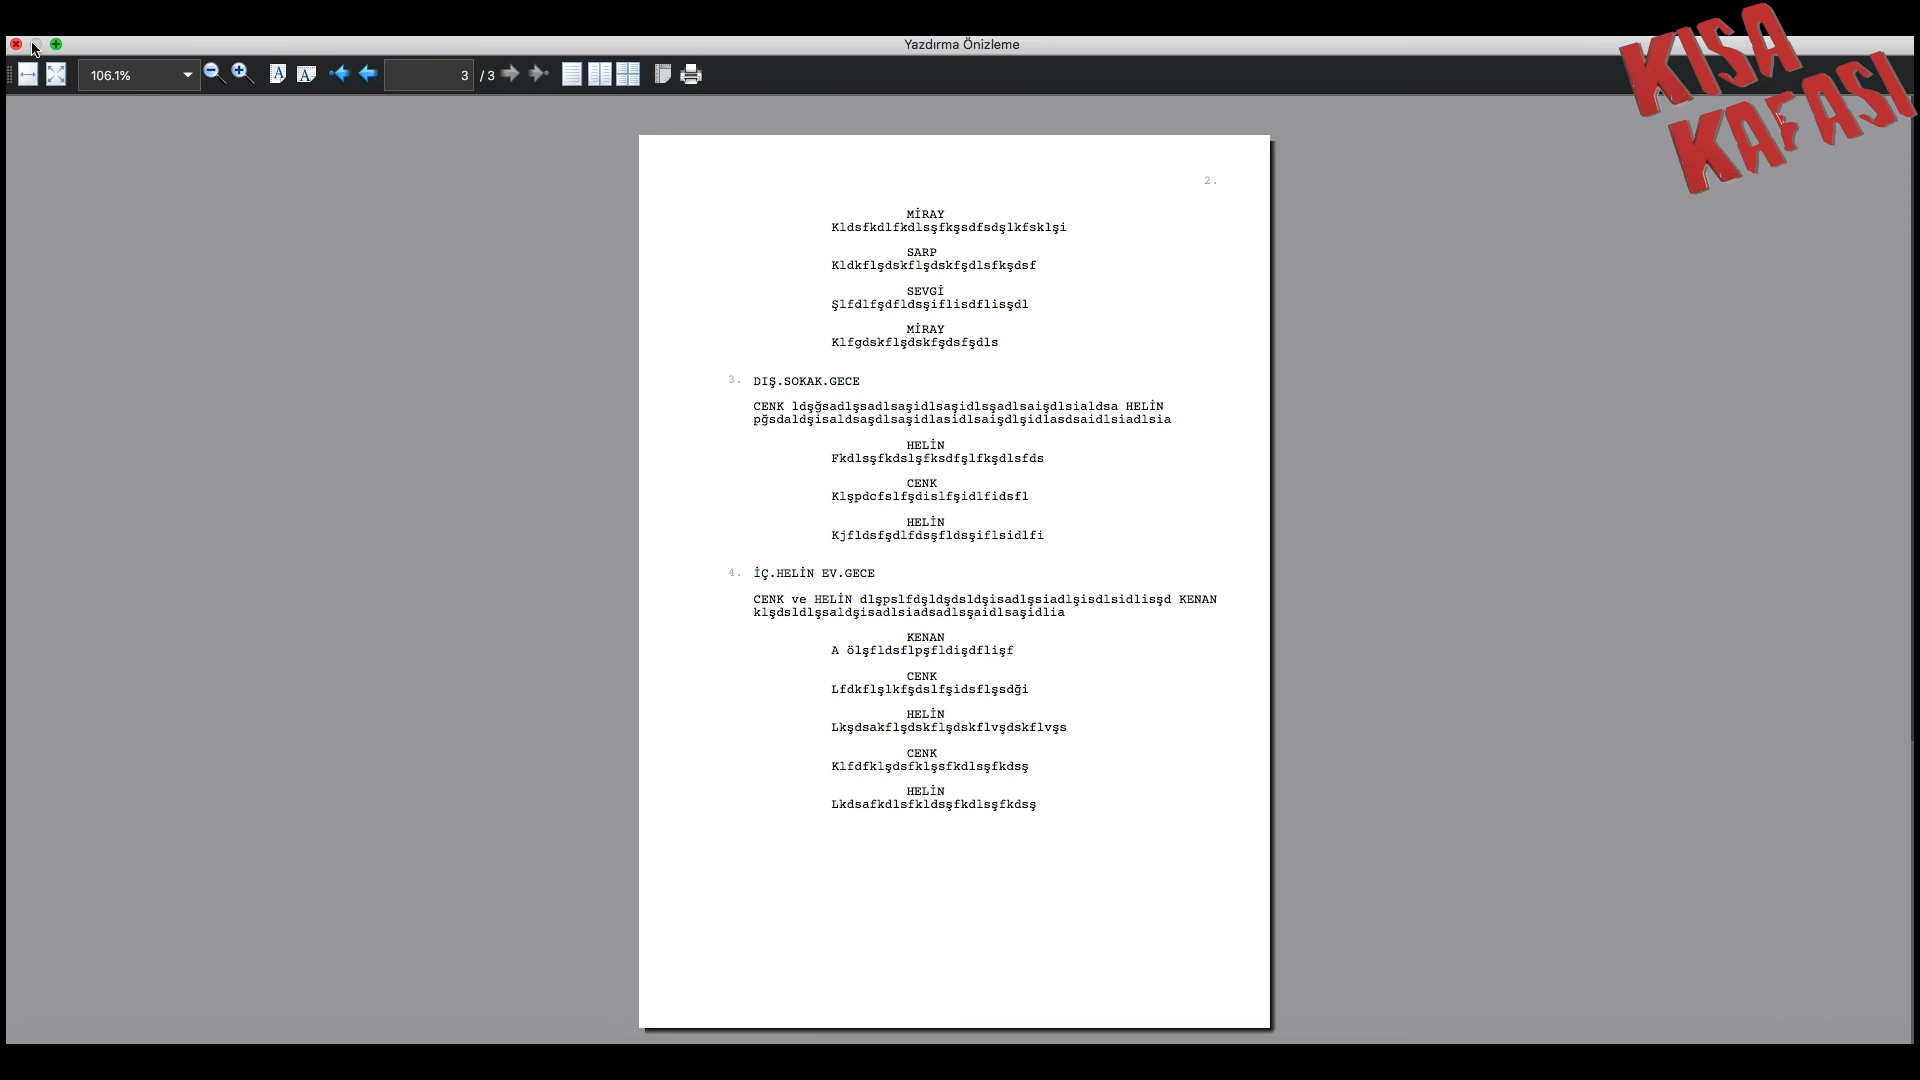 Yazdırma Önizleme
KISA
KAFASI
106.1%
3 / 3
2.
MİRAY
Kldsfkdlfkdlsşfkşsdfsdşlkfsklşi
SARP
Kldkflşdskflşdskfşdlsfkşdsf
SEVGİ
Şlfdlfşdfldsşiflisdflisşdl
MİRAY
Klfgdskflşdskfşdsfşdls
3. DIŞ.SOKAK.GECE
CENK ldşğsadlşsadlsaşidlsaşidlsşadlsaişdlsialdsa HELİN
pğsdaldşisaldsaşdlsaşidlasidlsaişdlşidlasdsaidlsiadlsia
HELİN
Fkdlsşfkdslşfksdfşlfkşdlsfds
CENK
Klşpdcfslfşdislfşidlfidsfl
HELİN
Kjfldsfşdlfdsşfldsşiflsidlfi
4. İÇ.HELİN EV.GECE
CENK ve HELİN dlşpslfdşldşdsldşisadlşsiadlşisdlsidlisşd KENAN
klşdsldlşsaldşisadlsiadsadlsşaidlsaşidlia
KENAN
A ölşfldsflpşfldişdflişf
CENK
Lfdkflşlkfşdslfşidsflşsdği
HELİN
Lkşdsakflşdskflşdskflvşdskflvşs
CENK
Klfdfklşdsfklşsfkdlsşfkdsş
HELİN
Lkdsafkdlsfkldsşfkdlsşfkdsş